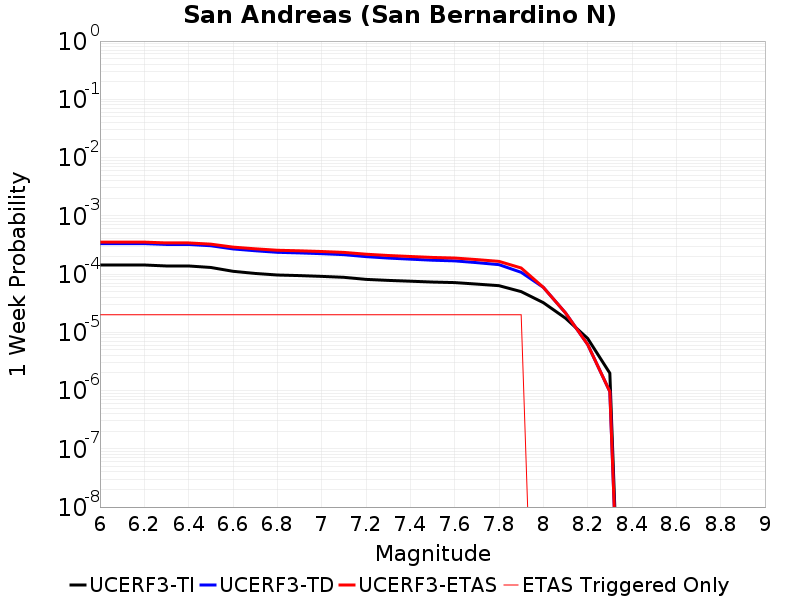 San Andreas (San Bernardino N)
1 Week Probability
10^0
10^-1
10^-2
10^-3
10^-4
10^-5
10^-6
10^-7
10^-8
6 6.2 6.4 6.6 6.8 7 7.2 7.4 7.6 7.8 8 8.2 8.4 8.6 8.8 9
Magnitude
UCERF3-TI UCERF3-TD UCERF3-ETAS ETAS Triggered Only